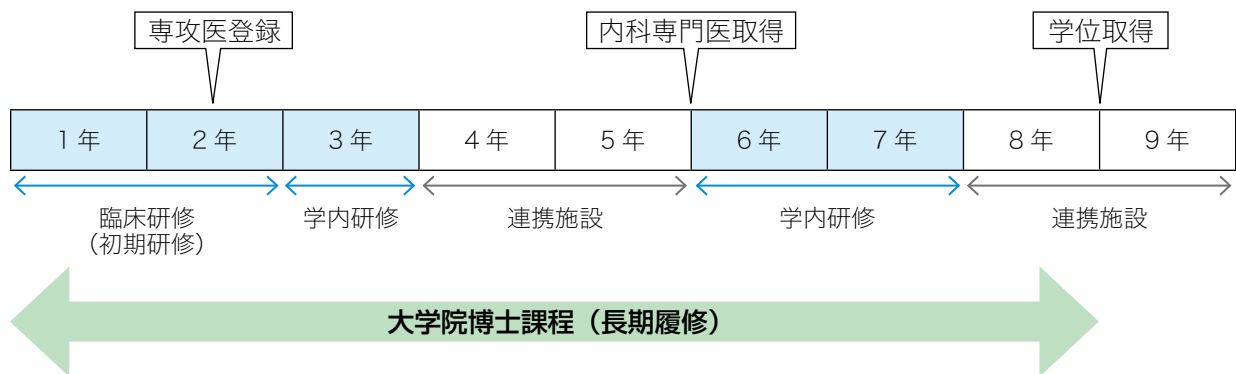 専攻医登録
内科専門医取得
学位取得
1 年
2 年
3 年
4 年
5 年
6 年
7 年
8 年
9 年
臨床研修
（初期研修）
学内研修
連携施設
学内研修
連携施設
大学院博士課程（長期履修）